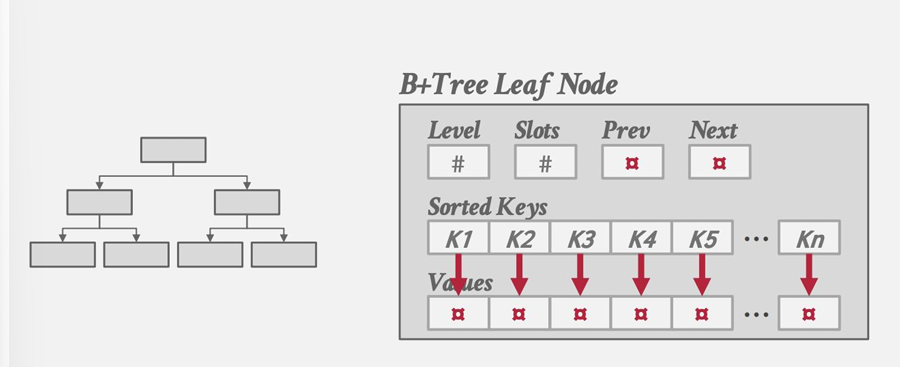 B+Tree Leaf Node
Level Slots Prev Next
# # ¤ ¤
Sorted Keys
K1 K2 K3 K4 K5 ... Kn
Values
¤ ¤ ¤ ¤ ¤ ... ¤